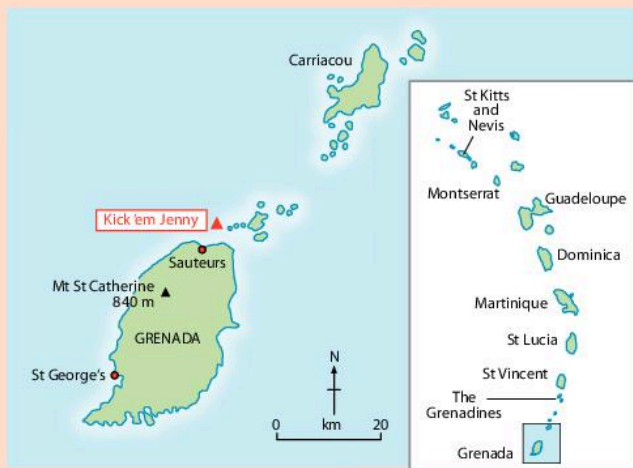 Carriacou
Kick 'em Jenny
Sauteurs
Mt St Catherine
840 m
GRENADA
St George's
N
0 km 20
St Kitts
and
Nevis
Montserrat
Guadeloupe
Dominica
Martinique
St Lucia
St Vincent
The
Grenadines
Grenada